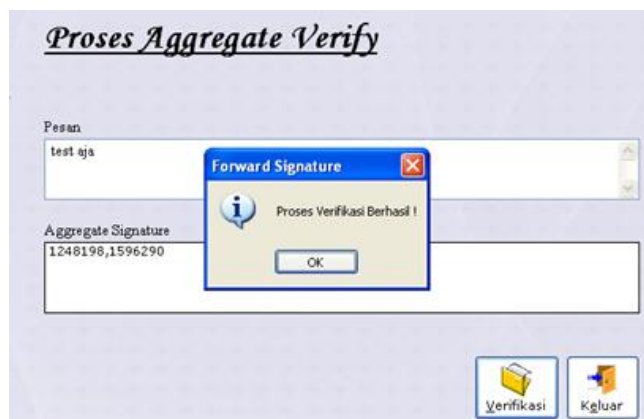 Proses Aggregate Verify
Pesan
test aja
Forward Signature
Proses Verifikasi Berhasil !
OK
Aggregate Signature
1248198,1596290
Verifikasi
Keluar